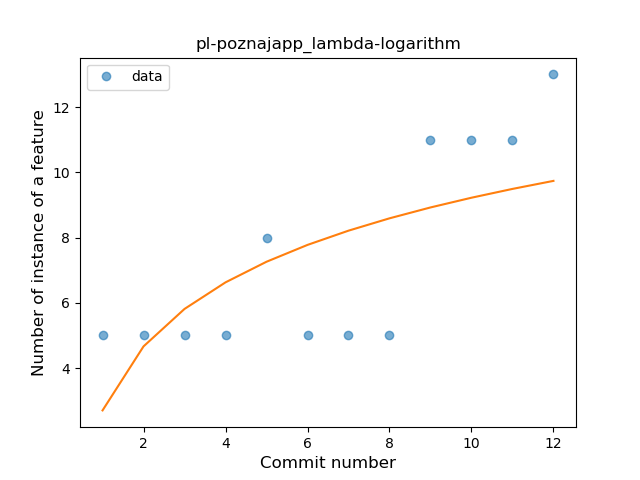 pl-poznajapp_lambda-logarithm
data
Number of instance of a feature
12
10
8
6
4
2
4
6
8
10
12
Commit number